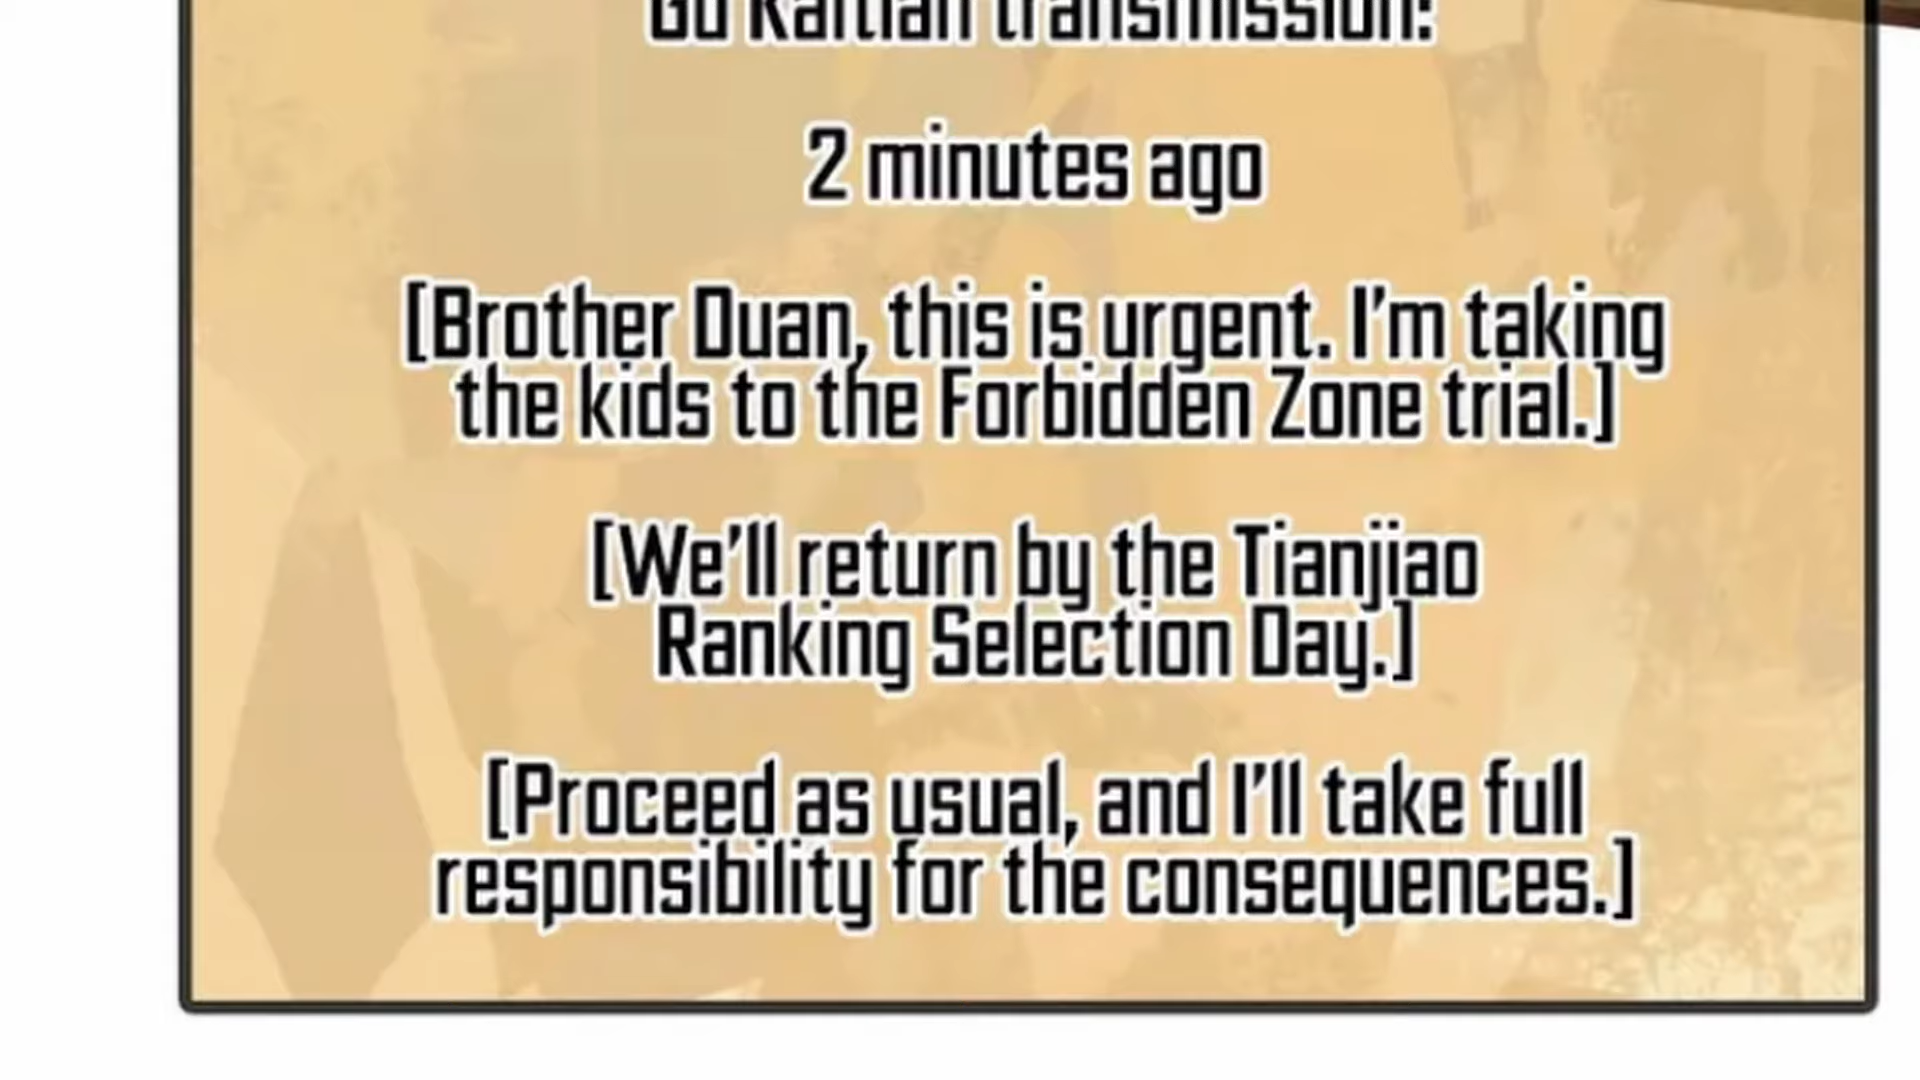 transmission:
2 minutes ago
[Brother Duan, this is urgent. I'm taking
the kids to the Forbidden Zone trial.]
[We'll return by the Tianjiao
Ranking Selection Day.]
[Proceed as usual, and I'll take full
responsibility for the consequences.]